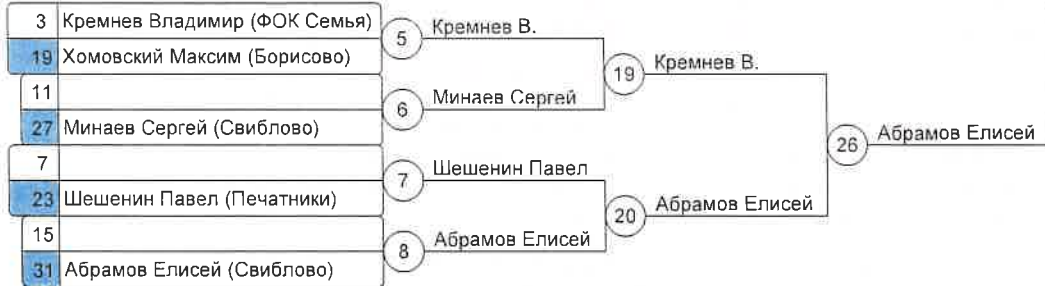 3 Кремнев Владимир (ФОК Семья)
5 Кремнев В.
19 Хомовский Максим (Борисово)
19 Кремнев В.
11
6 Минаев Сергей
27 Минаев Сергей (Свиблово)
26 Абрамов Елисей
7
7 Шешенин Павел
23 Шешенин Павел (Печатники)
20 Абрамов Елисей
15
8 Абрамов Елисей
31 Абрамов Елисей (Свиблово)